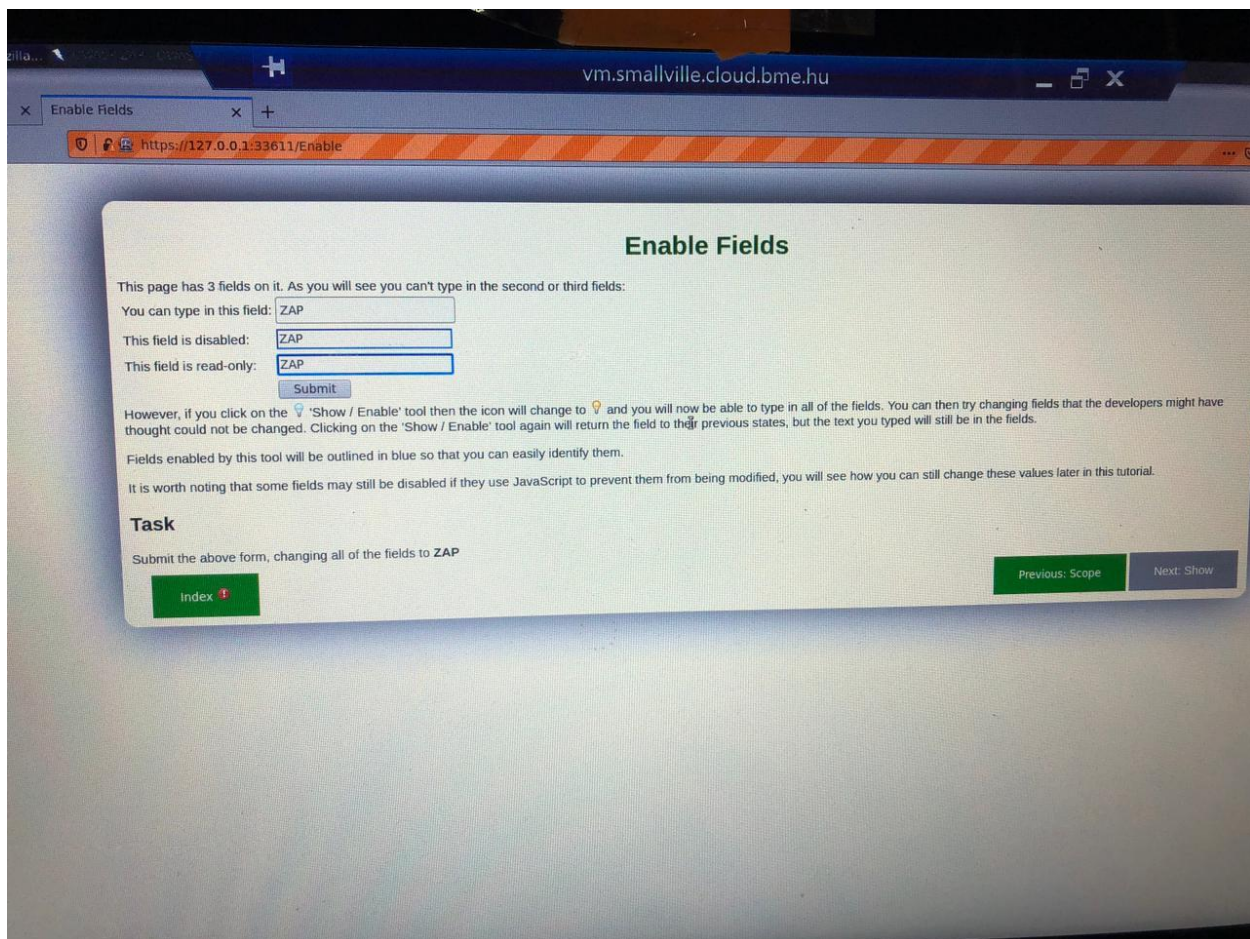 zilla...
vm.smallville.cloud.bme.hu
Enable Fields
https://127.0.0.1:33611/Enable
Enable Fields
This page has 3 fields on it. As you will see you can't type in the second or third fields:
You can type in this field: ZAP
This field is disabled: ZAP
This field is read-only: ZAP
Submit
However, if you click on the 'Show / Enable' tool then the icon will change to and you will now be able to type in all of the fields. You can then try changing fields that the developers might have
thought could not be changed. Clicking on the 'Show / Enable' tool again will return the field to their previous states, but the text you typed will still be in the fields.
Fields enabled by this tool will be outlined in blue so that you can easily identify them.
It is worth noting that some fields may still be disabled if they use JavaScript to prevent them from being modified, you will see how you can still change these values later in this tutorial.
Task
Submit the above form, changing all of the fields to ZAP
Index
Previous: Scope
Next: Show